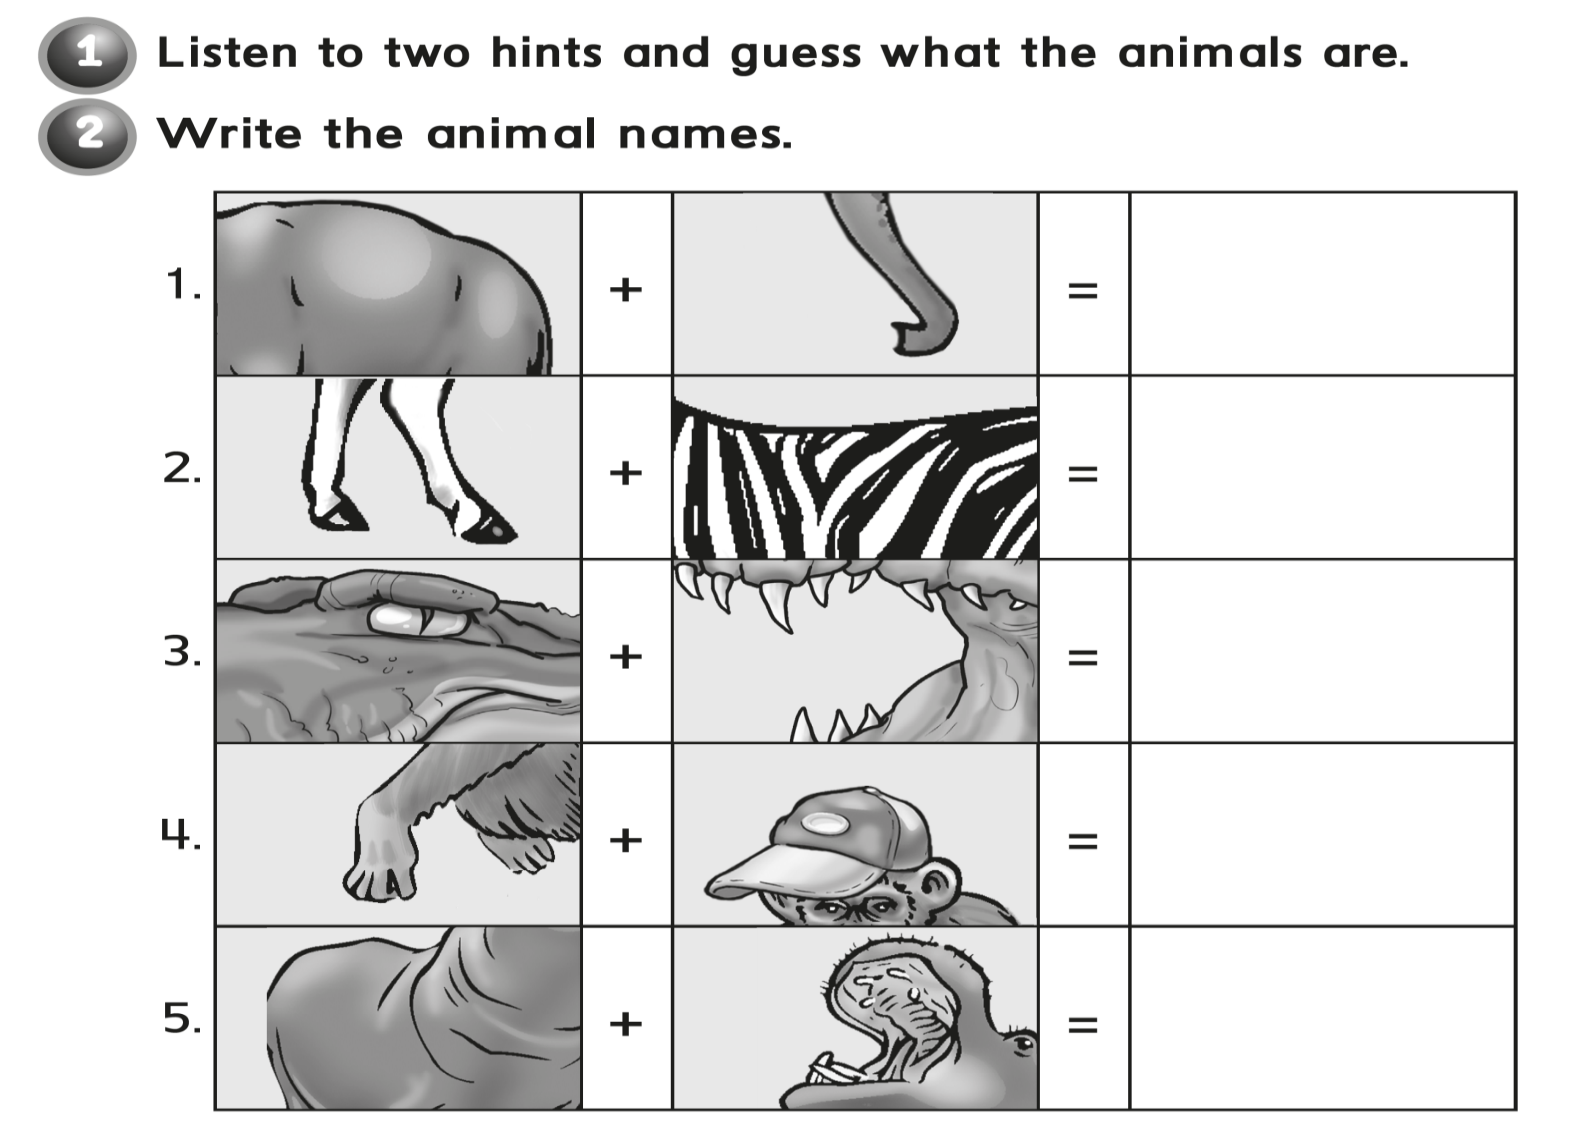 1 Listen to two hints and guess what the animals are.
2 Write the animal names.
1. + =
2. + =
3. + =
4. + =
5. + =